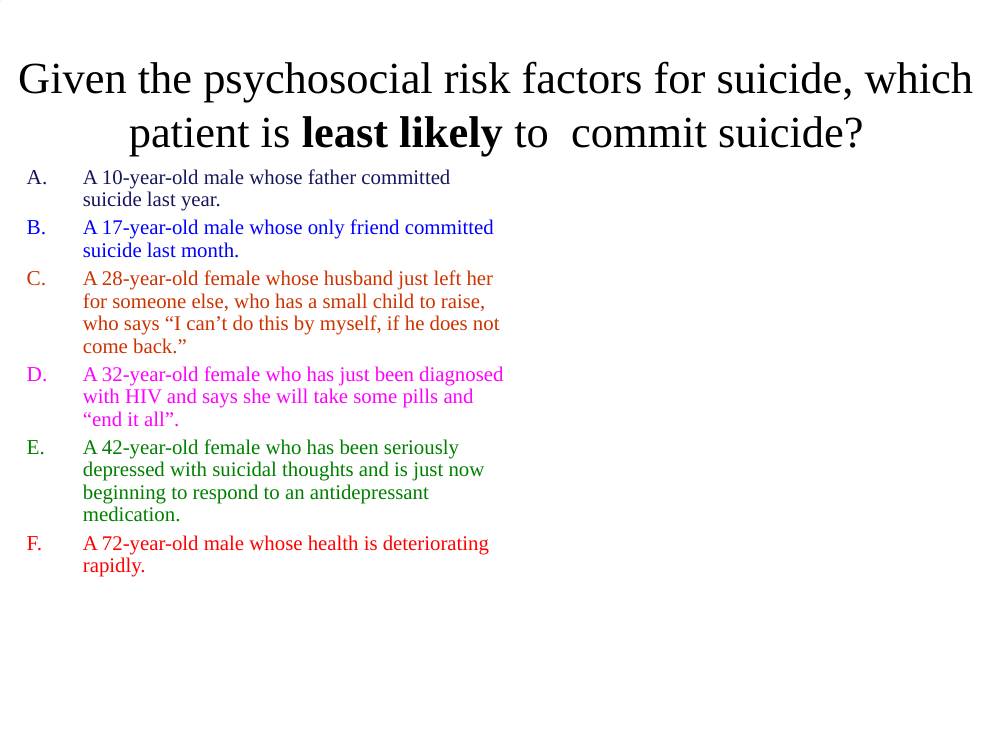 Given the psychosocial risk factors for suicide, which
patient is least likely to  commit suicide?
A. A 10-year-old male whose father committed
suicide last year.
B. A 17-year-old male whose only friend committed
suicide last month.
C. A 28-year-old female whose husband just left her
for someone else, who has a small child to raise,
who says “I can’t do this by myself, if he does not
come back.”
D. A 32-year-old female who has just been diagnosed
with HIV and says she will take some pills and
“end it all”.
E. A 42-year-old female who has been seriously
depressed with suicidal thoughts and is just now
beginning to respond to an antidepressant
medication.
F. A 72-year-old male whose health is deteriorating
rapidly.